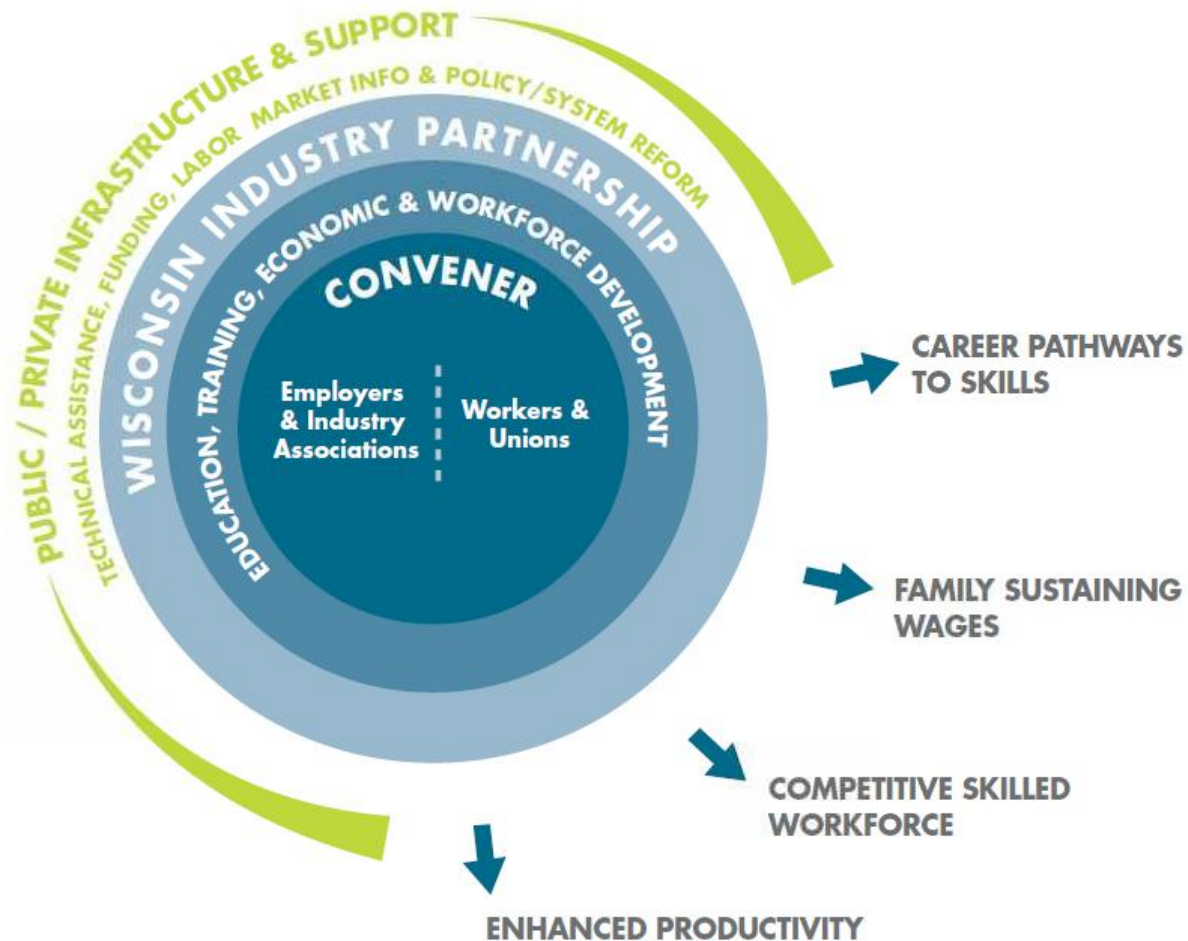 PUBLIC / PRIVATE INFRASTRUCTURE & SUPPORT
TECHNICAL ASSISTANCE, FUNDING, LABOR MARKET INFO & POLICY/SYSTEM REFORM
WISCONSIN INDUSTRY PARTNERSHIP
EDUCATION, TRAINING, ECONOMIC & WORKFORCE DEVELOPMENT
CONVENER
Employers
& Industry
Associations
Workers &
Unions
CAREER PATHWAYS
TO SKILLS
FAMILY SUSTAINING
WAGES
COMPETITIVE SKILLED
WORKFORCE
ENHANCED PRODUCTIVITY